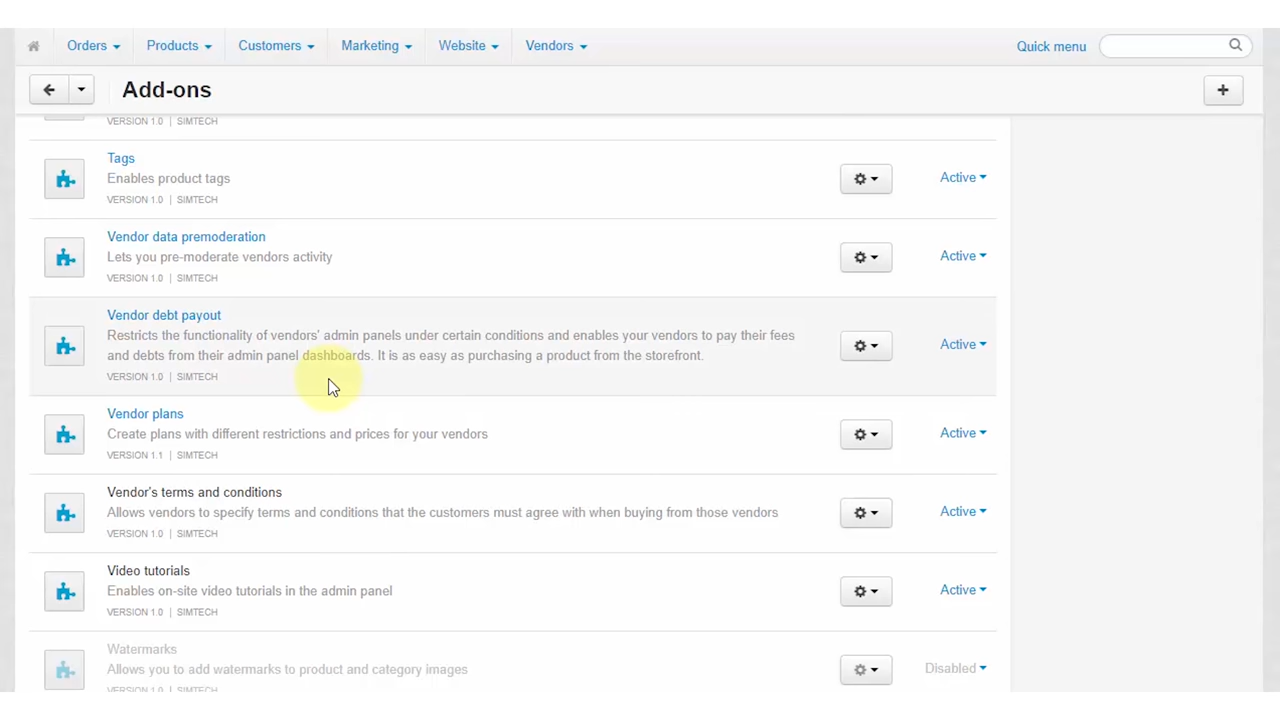 Orders Products Customers Marketing Website Vendors Quick menu
Add-ons
VERSION 1.0 | SIMTECH
Tags
Enables product tags
Active
VERSION 1.0 | SIMTECH
Vendor data premoderation
Lets you pre-moderate vendors activity
Active
VERSION 1.0 | SIMTECH
Vendor debt payout
Restricts the functionality of vendors' admin panels under certain conditions and enables your vendors to pay their fees
and debts from their admin panel dashboards. It is as easy as purchasing a product from the storefront.
Active
VERSION 1.0 | SIMTECH
Vendor plans
Create plans with different restrictions and prices for your vendors
Active
VERSION 1.1 | SIMTECH
Vendor's terms and conditions
Allows vendors to specify terms and conditions that the customers must agree with when buying from those vendors
Active
VERSION 1.0 | SIMTECH
Video tutorials
Enables on-site video tutorials in the admin panel
Active
VERSION 1.0 | SIMTECH
Watermarks
Allows you to add watermarks to product and category images
Disabled
VERSION 1.0 | SIMTECH